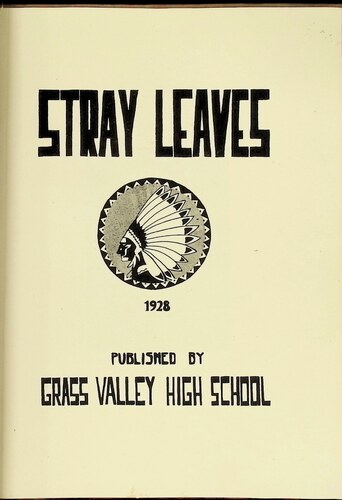 STRAY LEAVES
1928
PUBLISHED BY
GRASS VALLEY HIGH SCHOOL